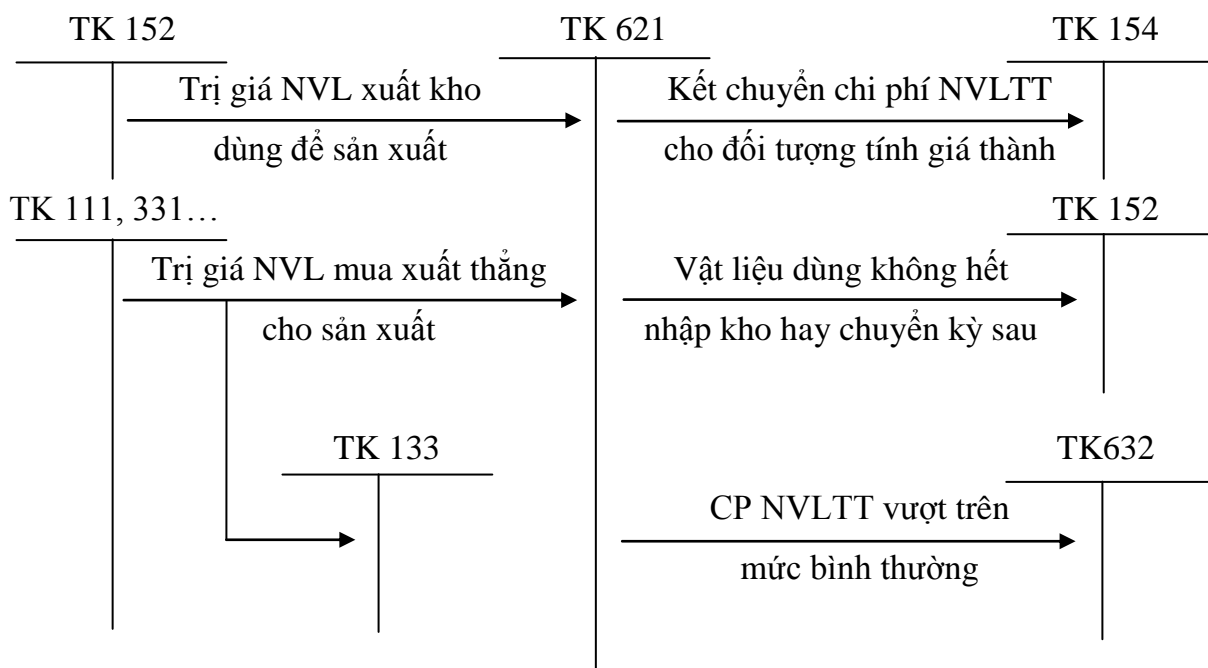 TK 152
TK 621
TK 154
Trị giá NVL xuất kho
dùng để sản xuất
Kết chuyển chi phí NVLTT
cho đối tượng tính giá thành
TK 111, 331…
TK 152
Trị giá NVL mua xuất thẳng
cho sản xuất
Vật liệu dùng không hết
nhập kho hay chuyển kỳ sau
TK 133
TK632
CP NVLTT vượt trên
mức bình thường